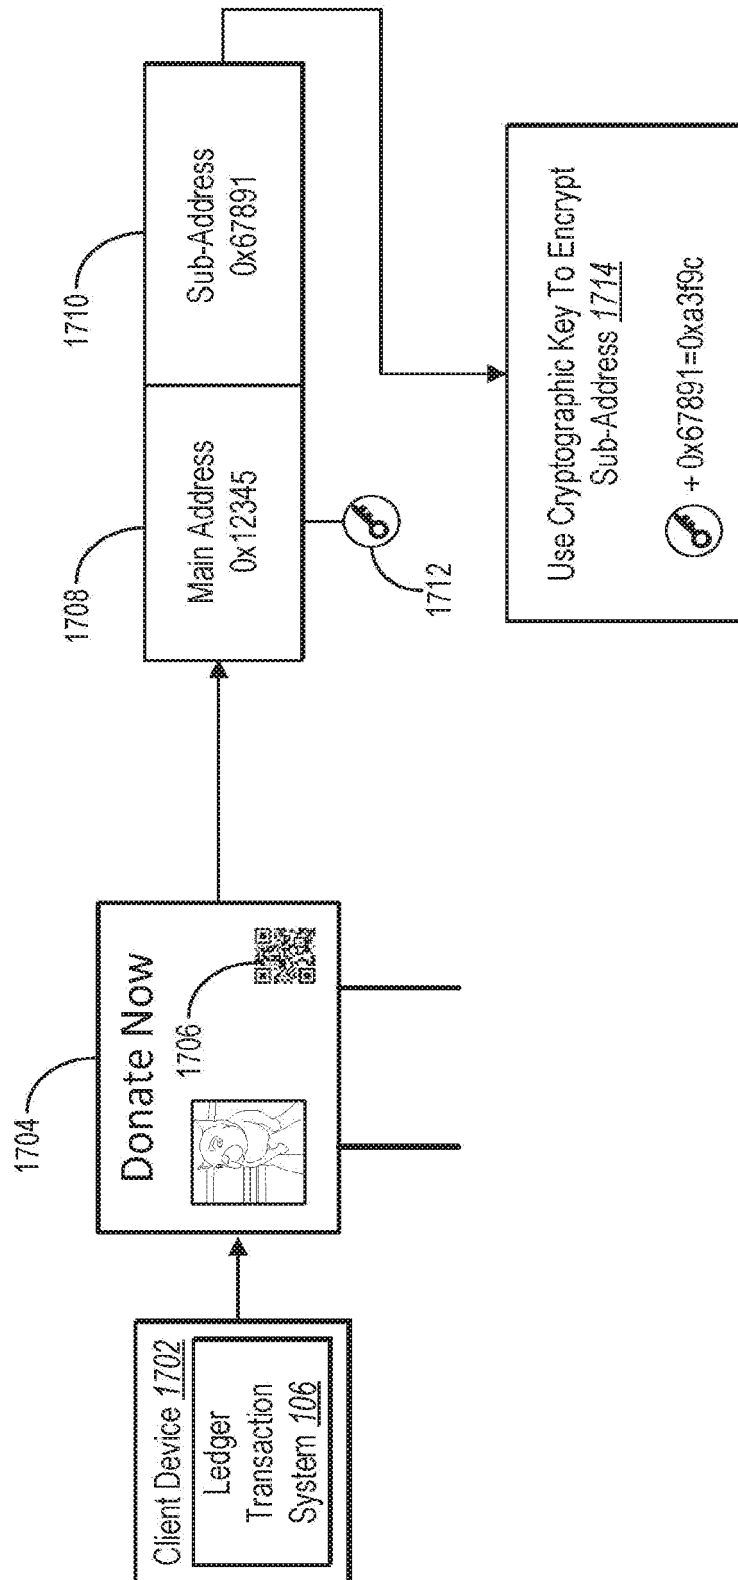 Client Device 1702
Ledger
Transaction
System 106
1704
Donate Now
1706
1708
Main Address
0x12345
1710
Sub-Address
0x67891
1712
Use Cryptographic Key To Encrypt
Sub-Address 1714
+ 0x67891=0xa3f9c